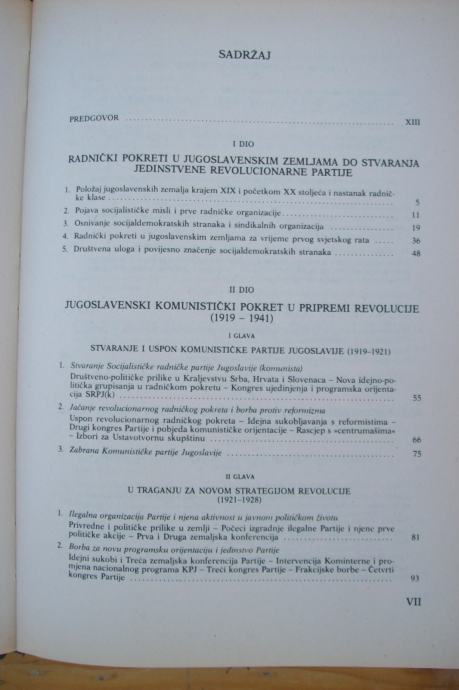 SADRŽAJ
PREDGOVOR XIII
I DIO
RADNIČKI POKRETI U JUGOSLAVENSKIM ZEMLJAMA DO STVARANJA
JEDINSTVENE REVOLUCIONARNE PARTIJE
1. Položaj jugoslavenskih zemalja krajem XIX i početkom XX stoljeća i nastanak radnič-
ke klase 5
2. Pojava socijalističke misli i prve radničke organizacije 11
3. Osnivanje socijaldemokratskih stranaka i sindikalnih organizacija 19
4. Radnički pokreti u jugoslavenskim zemljama za vrijeme prvog svjetskog rata 36
5. Društvena uloga i povijesno značenje socijaldemokratskih stranaka 48
II DIO
JUGOSLAVENSKI KOMUNISTIČKI POKRET U PRIPREMI REVOLUCIJE
(1919 – 1941)
I GLAVA
STVARANJE I USPON KOMUNISTIČKE PARTIJE JUGOSLAVIJE (1919–1921)
1. Stvaranje Socijalističke radničke partije Jugoslavije (komunista)
Društveno-političke prilike u Kraljevstvu Srba, Hrvata i Slovenaca – Nova idejno-po-
litička grupisanja u radničkom pokretu – Kongres ujedinjenja i programska orijenta-
cija SRPJ(k) 55
2. Jačanje revolucionarnog radničkog pokreta i borba protiv reformizma
Uspon revolucionarnog radničkog pokreta – Idejna sukobljavanja s reformistima –
Drugi kongres Partije i pobjeda komunističke orijentacije – Rascjep s »centrumašima«
– Izbori za Ustavotvornu skupštinu 66
3. Zabrana Komunističke partije Jugoslavije 75
II GLAVA
U TRAGANJU ZA NOVOM STRATEGIJOM REVOLUCIJE
(1921–1928)
1. Ilegalna organizacija Partije i njena aktivnost u javnom političkom životu
Privredne i političke prilike u zemlji – Počeci izgradnje ilegalne Partije i njene prve
političke akcije – Prva i Druga zemaljska konferencija 81
2. Borba za novu programsku orijentaciju i jedinstvo Partije
Idejni sukobi i Treća zemaljska konferencija Partije – Intervencija Kominterne i pro-
mjena nacionalnog programa KPJ – Treći kongres Partije – Frakcijske borbe – Četvrti
kongres Partije 93
VII